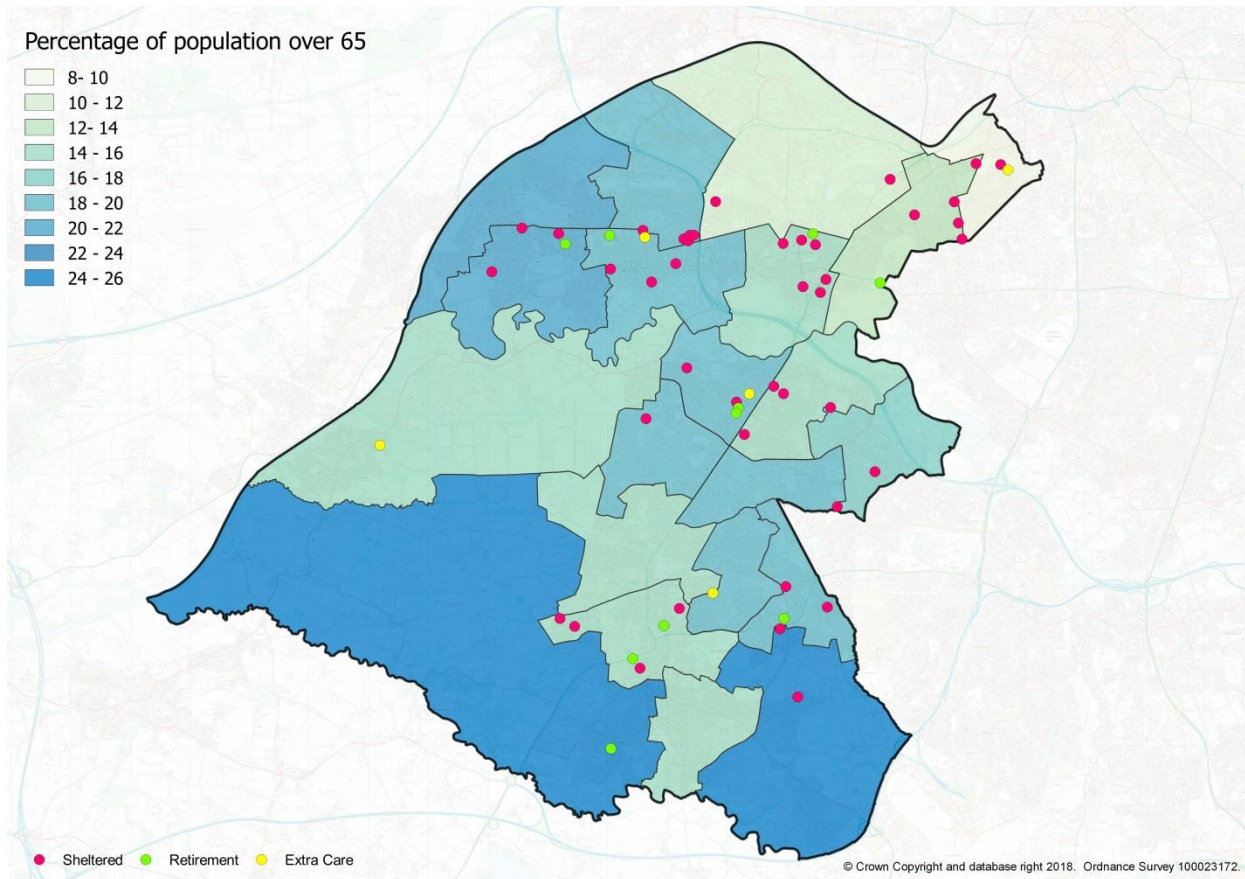 Percentage of population over 65
8- 10
10 - 12
12- 14
14 - 16
16 - 18
18 - 20
20 - 22
22 - 24
24 - 26
Sheltered
Retirement
Extra Care
© Crown Copyright and database right 2018. Ordnance Survey 100023172.